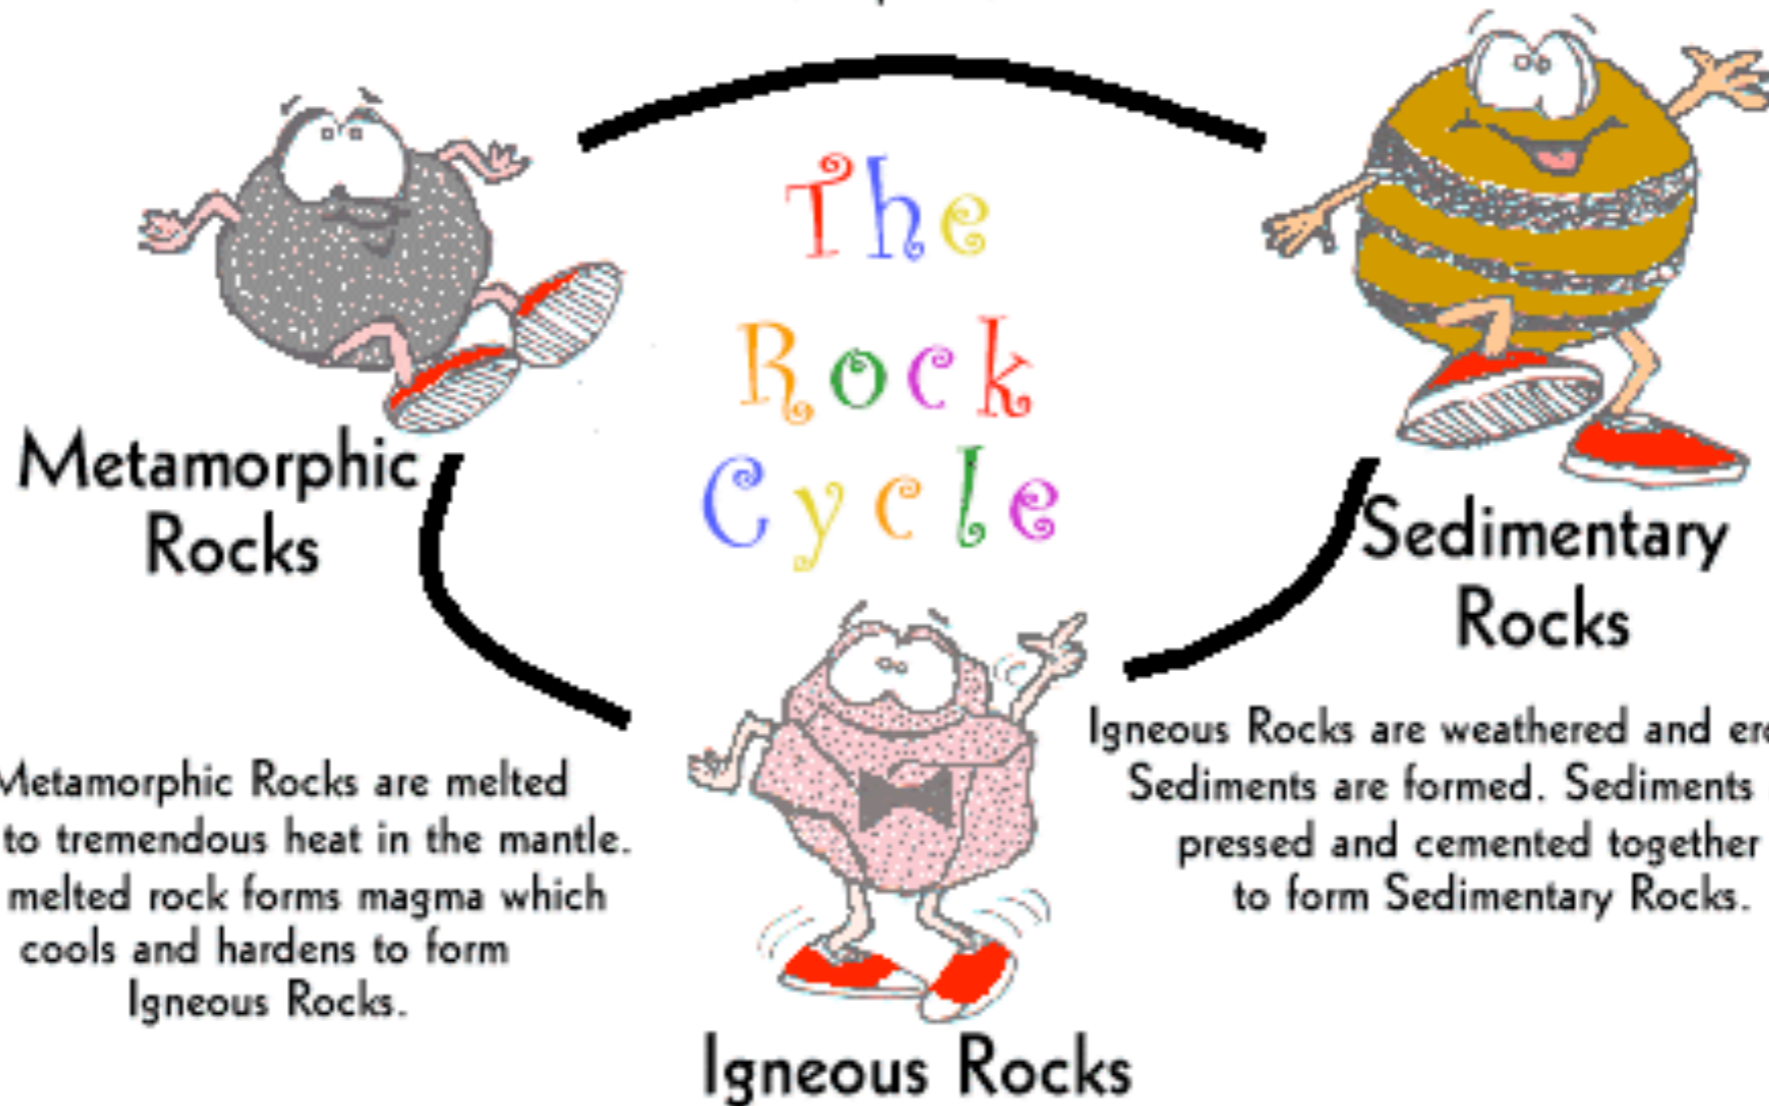 The
Rock
Cycle
Metamorphic
Rocks
Sedimentary
Rocks
Metamorphic Rocks are melted
to tremendous heat in the mantle.
melted rock forms magma which
cools and hardens to form
Igneous Rocks.
Igneous Rocks are weathered and
Sediments are formed. Sediments
pressed and cemented together
to form Sedimentary Rocks.
Igneous Rocks